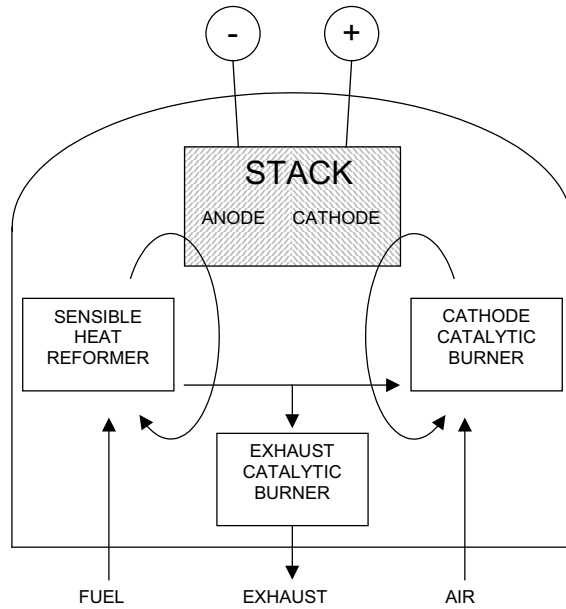 -
+
STACK
ANODE
CATHODE
SENSIBLE
HEAT
REFORMER
CATHODE
CATALYTIC
BURNER
EXHAUST
CATALYTIC
BURNER
FUEL
EXHAUST
AIR